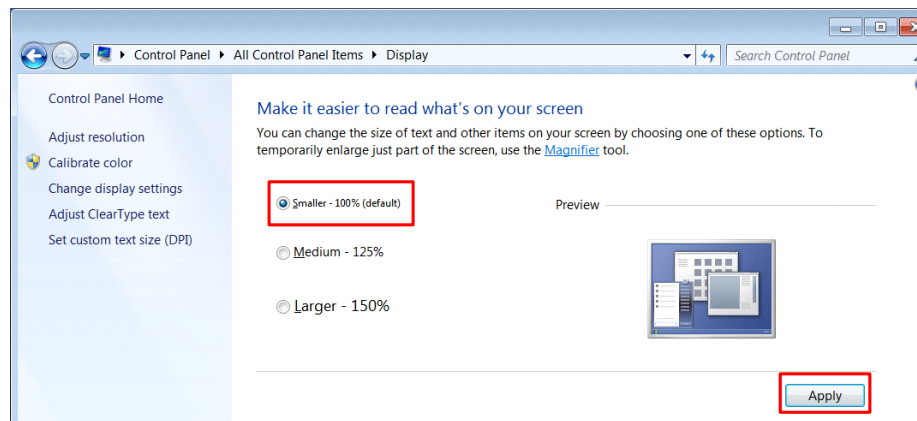 Control Panel All Control Panel Items Display Search Control Panel
Control Panel Home
Adjust resolution
Calibrate color
Change display settings
Adjust ClearType text
Set custom text size (DPI)
Make it easier to read what's on your screen
You can change the size of text and other items on your screen by choosing one of these options. To
temporarily enlarge just part of the screen, use the Magnifier tool.
Smaller - 100% (default)
Preview
Medium - 125%
Larger - 150%
Apply